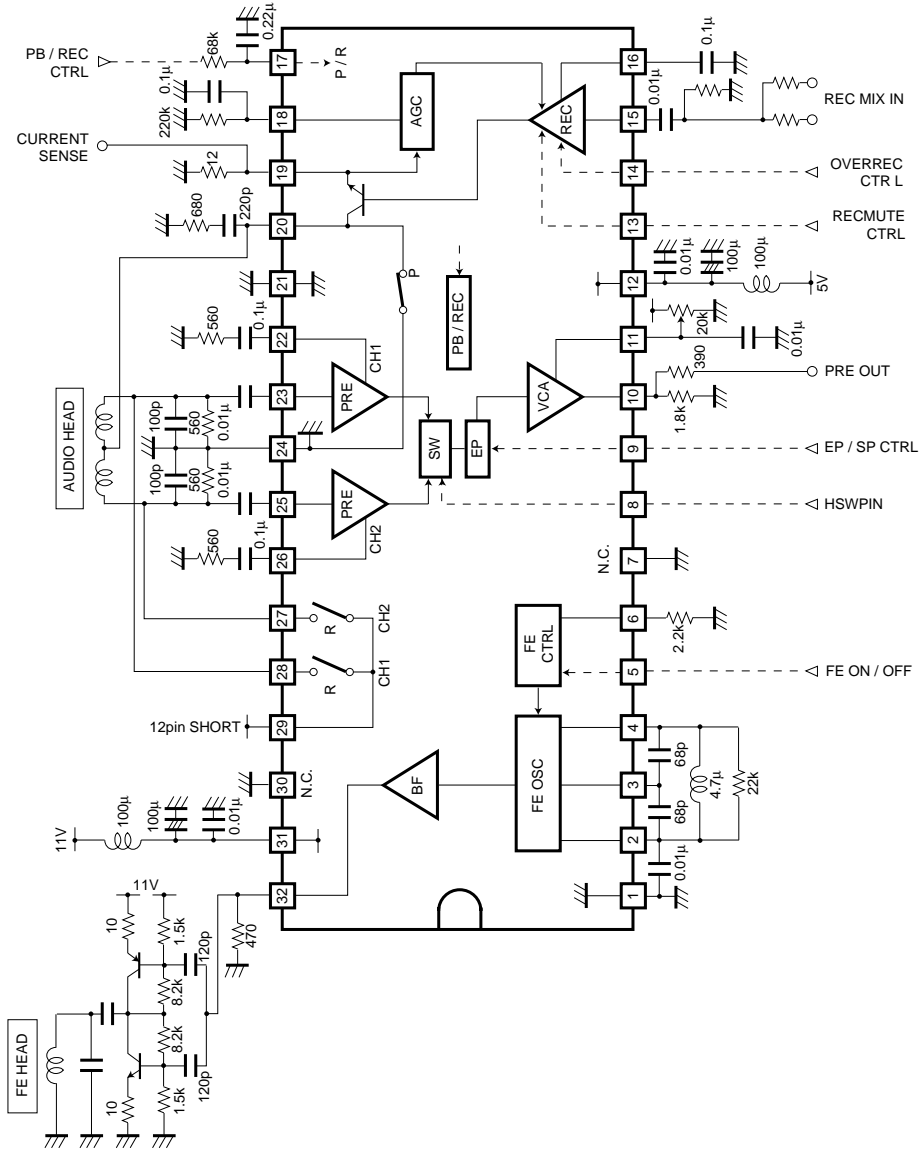 PB / REC
CTRL
68k
0.22µ
17
P / R
0.1µ
220k
18
AGC
CURRENT
SENSE
12
19
680
220p
20
21
P
PB / REC
560
0.1µ
22
CH1
AUDIO HEAD
100p
560
0.01µ
23
PRE
24
100p
560
0.01µ
25
PRE
CH2
SW
EP
VCA
560
0.1µ
26
27
R
CH2
28
R
CH1
12pin SHORT
29
30
N.C.
11V
100µ
100µ
0.01µ
31
32
BF
470
11V
10
1.5k
120p
8.2k
8.2k
FE HEAD
10
1.5k
120p
16
0.1µ
0.01µ
REC
15
REC MIX IN
14
OVERREC
CTR L
13
RECMUTE
CTRL
12
0.01µ
100µ
100µ
5V
11
20k
0.01µ
10
390
1.8k
PRE OUT
9
EP / SP CTRL
8
HSWPIN
N.C.
7
FE
CTRL
6
2.2k
5
FE ON / OFF
FE OSC
4
68p
3
68p
4.7µ
22k
2
0.01µ
1